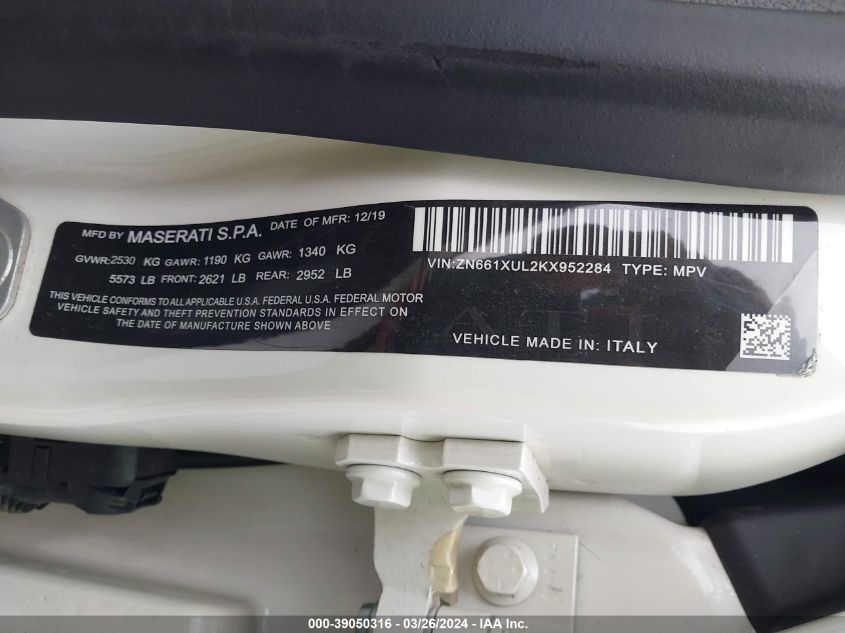 MFD BY MASERATI S.P.A. DATE OF MFR: 12/19
GVWR:2530 KG GAWR: 1190 KG GAWR: 1340 KG
5573 LB FRONT: 2621 LB REAR: 2952 LB
THIS VEHICLE CONFORMS TO ALL APPLICABLE U.S.A. FEDERAL U.S.A. FEDERAL MOTOR
VEHICLE SAFETY AND THEFT PREVENTION STANDARDS IN EFFECT ON
THE DATE OF MANUFACTURE SHOWN ABOVE
VIN:ZN661XUL2KX952284 TYPE: MPV
VEHICLE MADE IN: ITALY
000-39050316 - 03/26/2024 - IAA Inc.